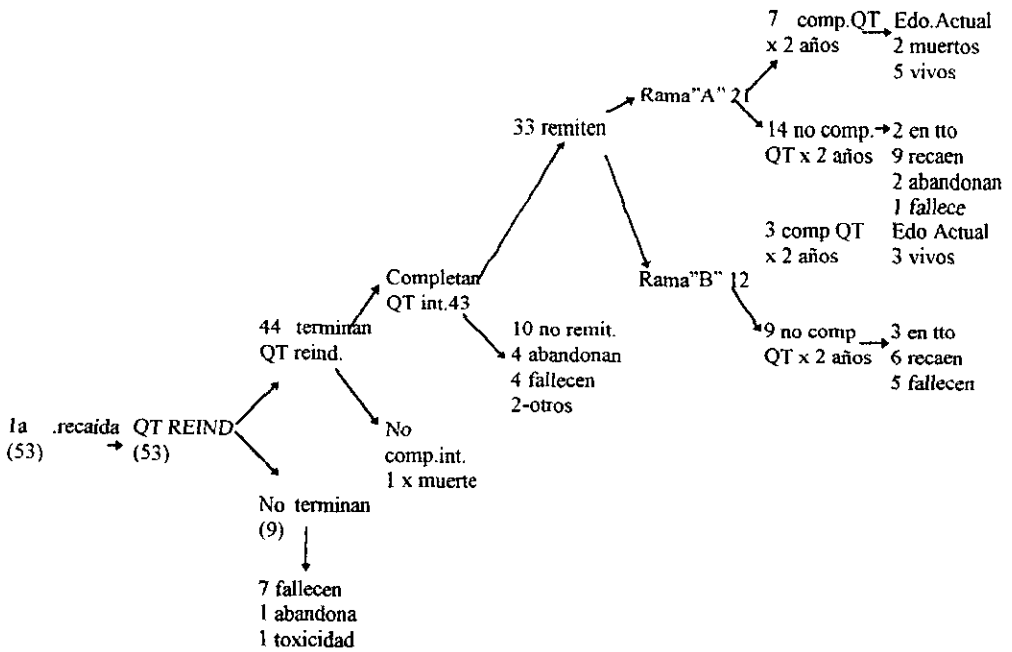 7 comp.QT Edo.Actual
x 2 años 2 muertos
5 vivos
Rama"A" 21
33 remiten
14 no comp. 2 en tto
QT x 2 años 9 recaen
2 abandonan
1 fallece
3 comp QT Edo Actual
x 2 años 3 vivos
Rama"B" 12
Completan
QT int.43
9 no comp 3 en tto
QT x 2 años 6 recaen
5 fallecen
10 no remit.
4 abandonan
4 fallecen
2-otros
44 terminan
QT reind.
1a .recaída QT REIND
(53) (53)
No
comp.int.
1 x muerte
No terminan
(9)
7 fallecen
1 abandona
1 toxicidad